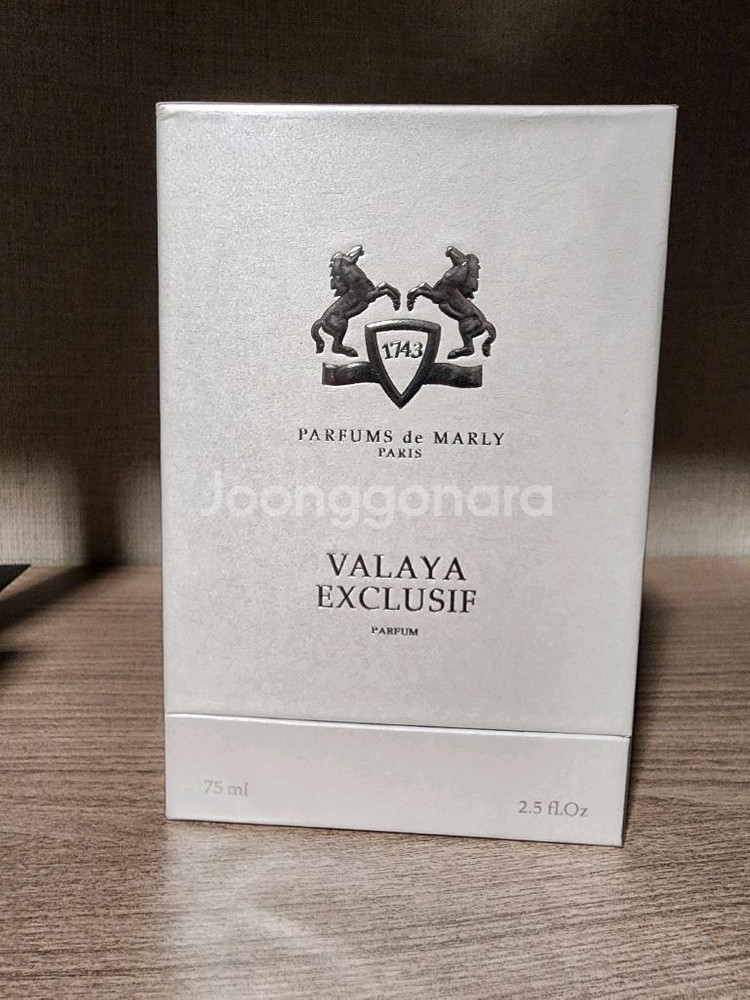 1743
PARFUMS de MARLY
PARIS
Joonggonara
VALAYA
EXCLUSIF
PARFUM
75 ml
2.5 fl.Oz